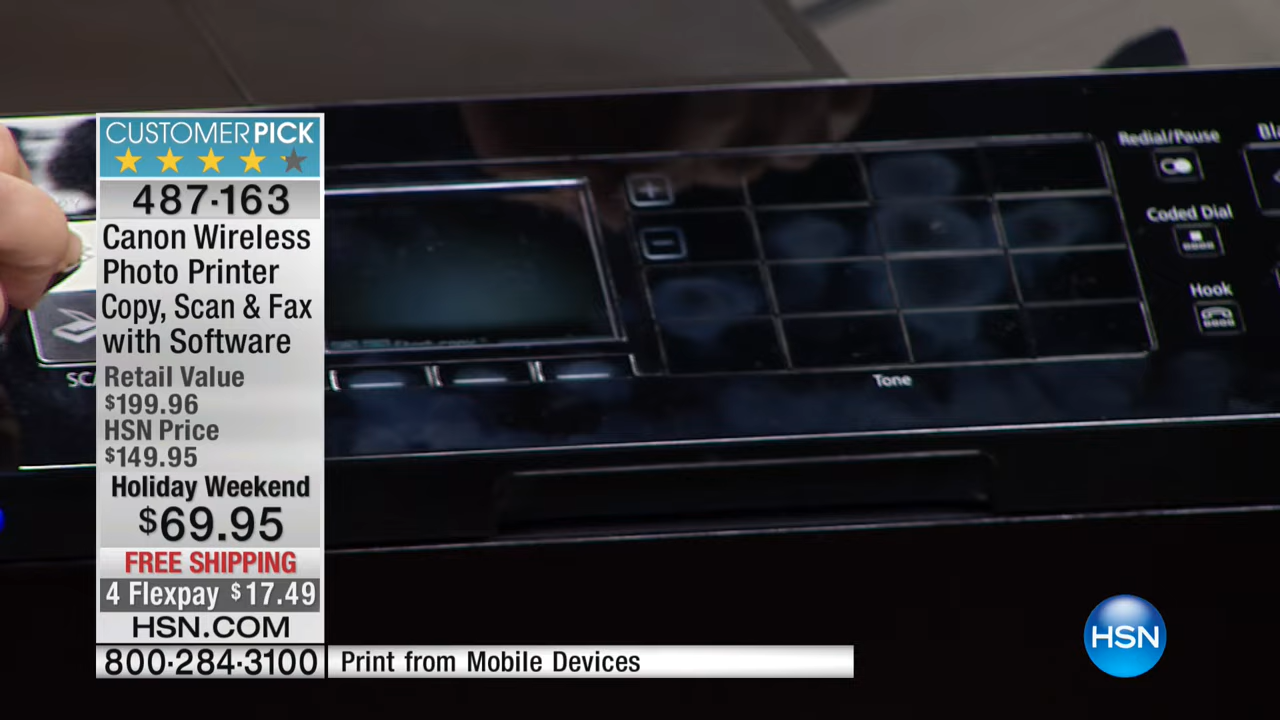 CUSTOMER PICK
487·163
Canon Wireless
Photo Printer
Copy, Scan & Fax
with Software
Retail Value
$199.96
HSN Price
$149.95
Holiday Weekend
$69.95
FREE SHIPPING
4 Flexpay $17.49
HSN.COM
800·284·3100
Print from Mobile Devices
HSN
Redial/Pause
Coded Dial
Hook
Tone